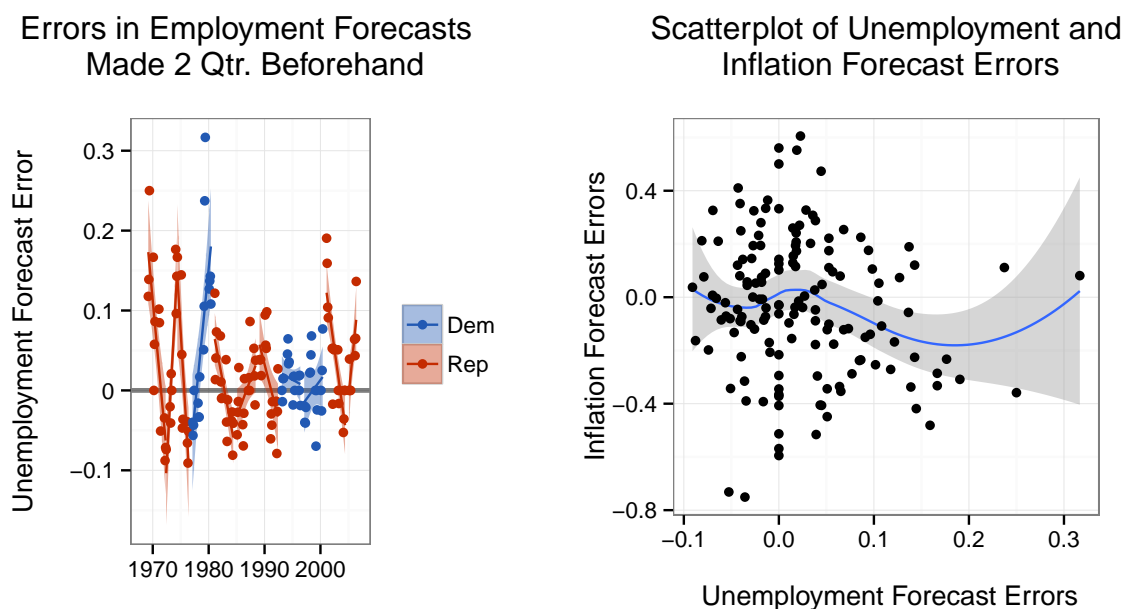 Errors in Employment Forecasts
Made 2 Qtr. Beforehand
Unemployment Forecast Error
0.3
0.2
0.1
0
−0.1
1970 1980 1990 2000
Dem
Rep
Scatterplot of Unemployment and
Inflation Forecast Errors
Inflation Forecast Errors
0.4
0.0
−0.4
−0.8
−0.1 0.0 0.1 0.2 0.3
Unemployment Forecast Errors